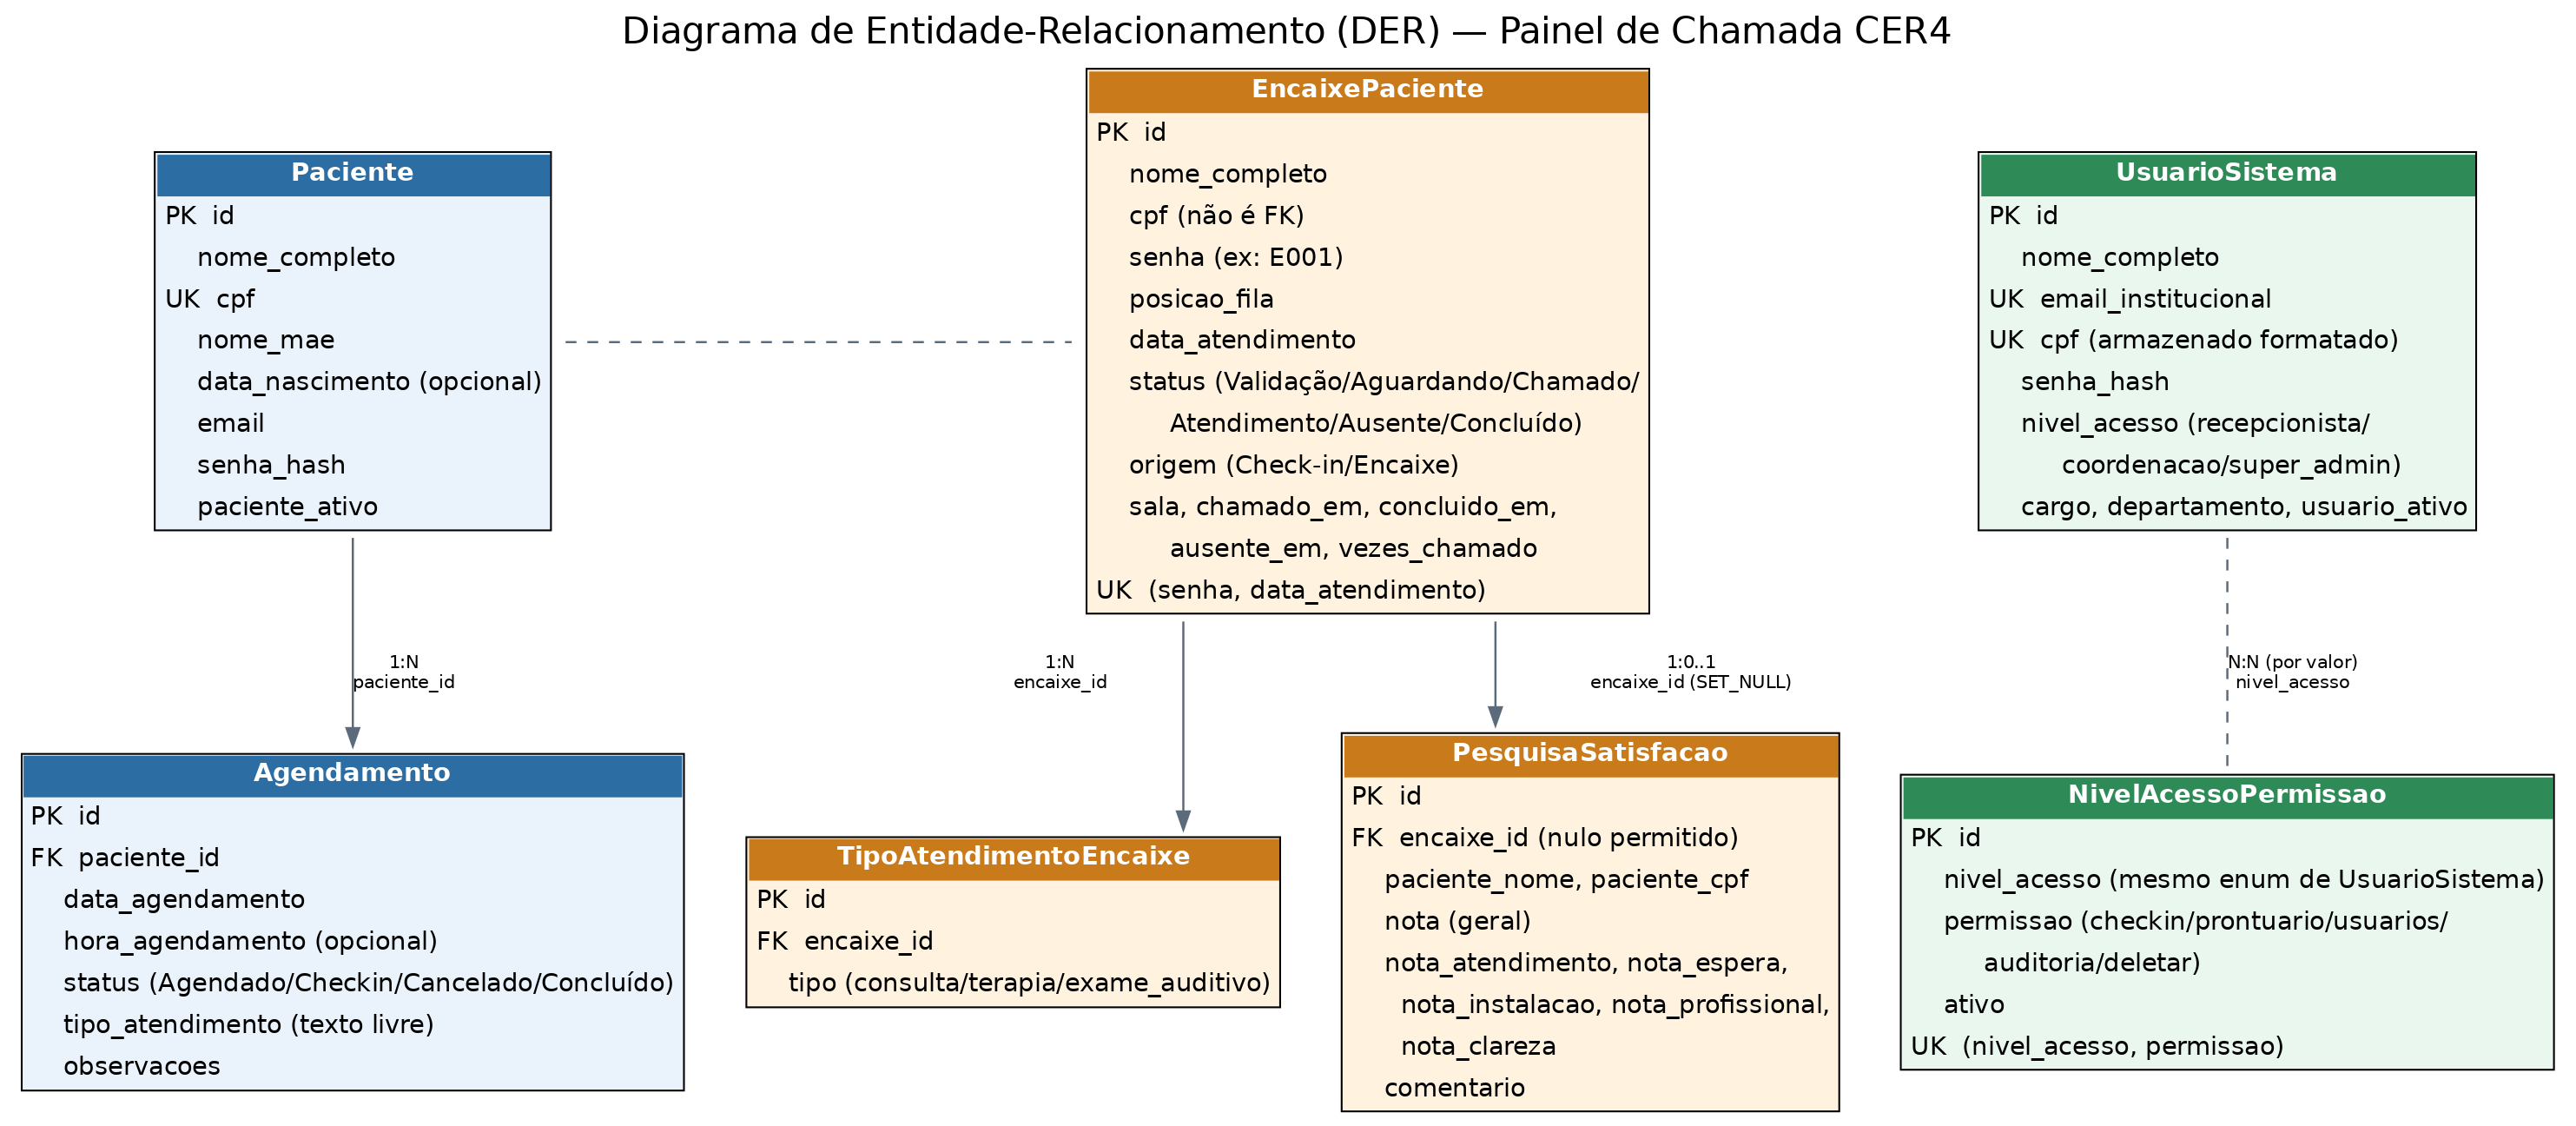 Diagrama de Entidade-Relacionamento (DER) — Painel de Chamada CER4
Paciente
PK id
nome_completo
UK cpf
nome_mae
data_nascimento (opcional)
email
senha_hash
paciente_ativo
EncaixePaciente
PK id
nome_completo
cpf (não é FK)
senha (ex: E001)
posicao_fila
data_atendimento
status (Validação/Aguardando/Chamado/
Atendimento/Ausente/Concluído)
origem (Check-in/Encaixe)
sala, chamado_em, concluido_em,
ausente_em, vezes_chamado
UK (senha, data_atendimento)
UsuarioSistema
PK id
nome_completo
UK email_institucional
UK cpf (armazenado formatado)
senha_hash
nivel_acesso (recepcionista/
coordenacao/super_admin)
cargo, departamento, usuario_ativo
1:N
paciente_id
1:N
encaixe_id
1:0..1
encaixe_id (SET_NULL)
N:N (por valor)
nivel_acesso
Agendamento
PK id
FK paciente_id
data_agendamento
hora_agendamento (opcional)
status (Agendado/Checkin/Cancelado/Concluído)
tipo_atendimento (texto livre)
observacoes
TipoAtendimentoEncaixe
PK id
FK encaixe_id
tipo (consulta/terapia/exame_auditivo)
PesquisaSatisfacao
PK id
FK encaixe_id (nulo permitido)
paciente_nome, paciente_cpf
nota (geral)
nota_atendimento, nota_espera,
nota_instalacao, nota_profissional,
nota_clareza
comentario
NivelAcessoPermissao
PK id
nivel_acesso (mesmo enum de UsuarioSistema)
permissao (checkin/prontuario/usuarios/
auditoria/deletar)
ativo
UK (nivel_acesso, permissao)